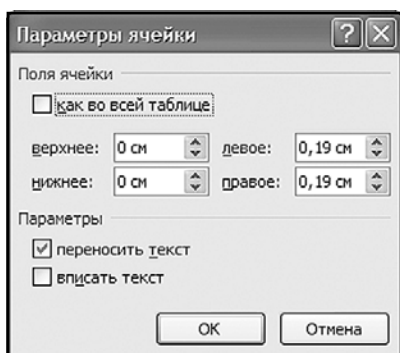 Параметры ячейки
Поля ячейки
как во всей таблице
верхнее: 0 см левое: 0,19 см
нижнее: 0 см правое: 0,19 см
Параметры
переносить текст
вписать текст
ОК Отмена